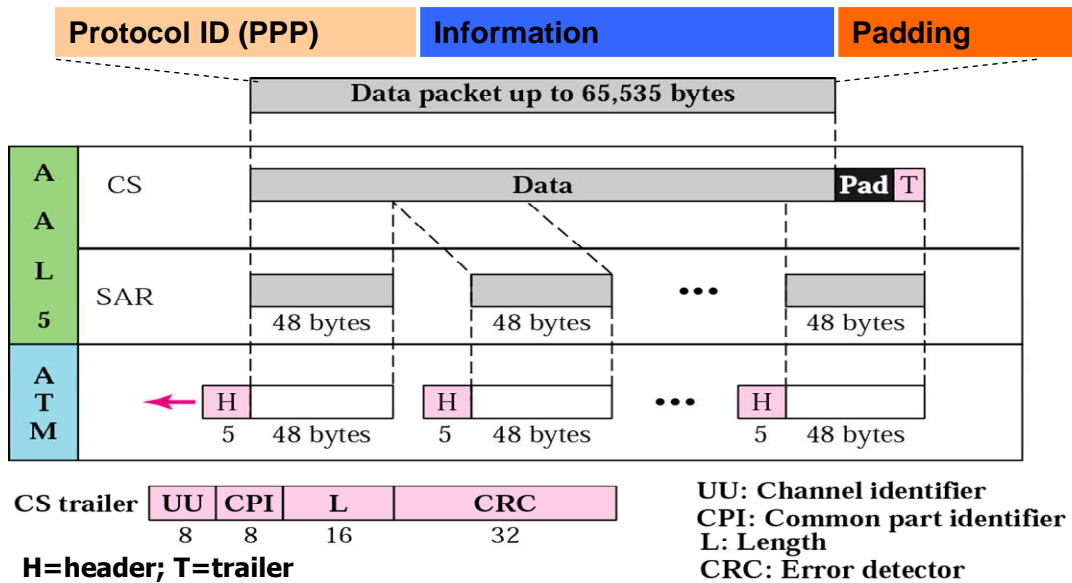 Protocol ID (PPP) Information Padding
Data packet up to 65,535 bytes
A A L 5
CS
Data Pad T
SAR
48 bytes 48 bytes ••• 48 bytes
A T M
H H ••• H
5 48 bytes 5 48 bytes 5 48 bytes
CS trailer UU CPI L CRC
8 8 16 32
H=header; T=trailer
UU: Channel identifier
CPI: Common part identifier
L: Length
CRC: Error detector